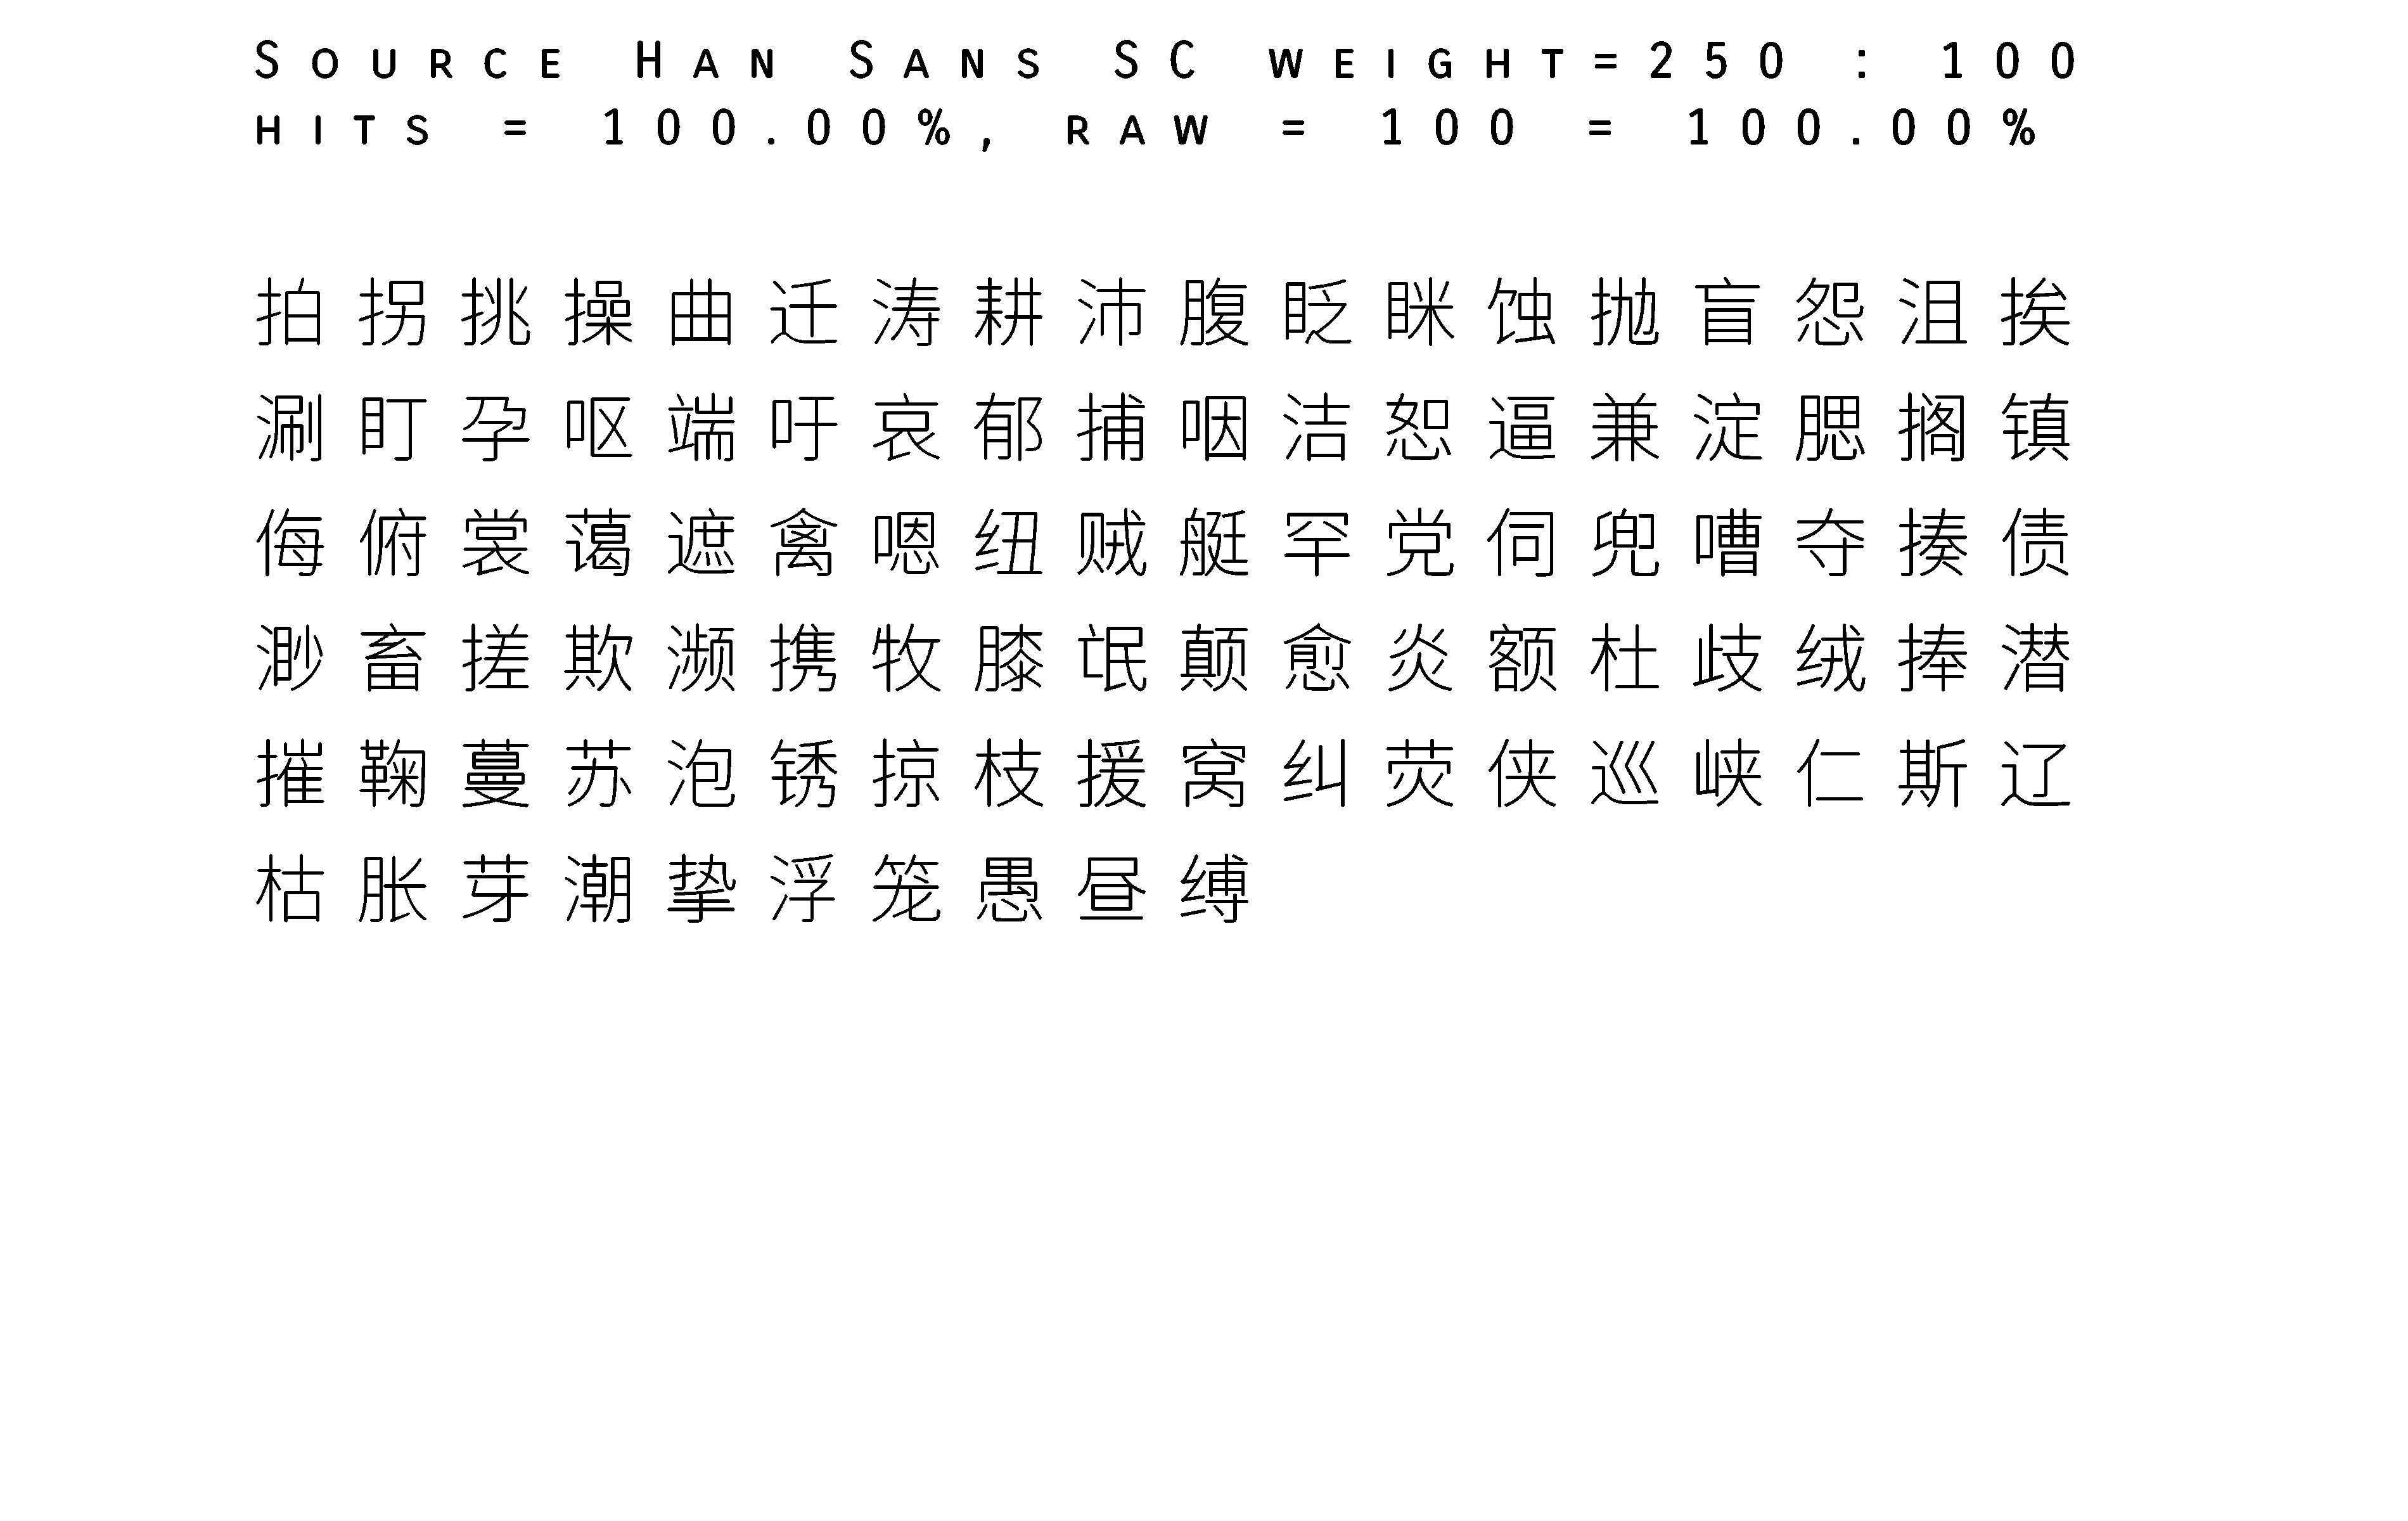 Source Han Sans SC weight=250 : 100
hits = 100.00%, raw = 100 = 100.00%
拍拐挑操曲迁涛耕沛腹眨眯蚀抛盲怨沮挨
涮盯孕呕端吁哀郁捕咽洁恕逼兼淀腮搁镇
侮俯裳蔼遮禽嗯纽贼艇罕党伺兜嘈夺揍债
渺畜搓欺濒携牧膝氓颠愈炎额杜歧绒捧潜
摧鞠蔓苏泡锈掠枝援窝纠荧侠巡峡仁斯辽
枯胀芽潮挚浮笼愚昼缚